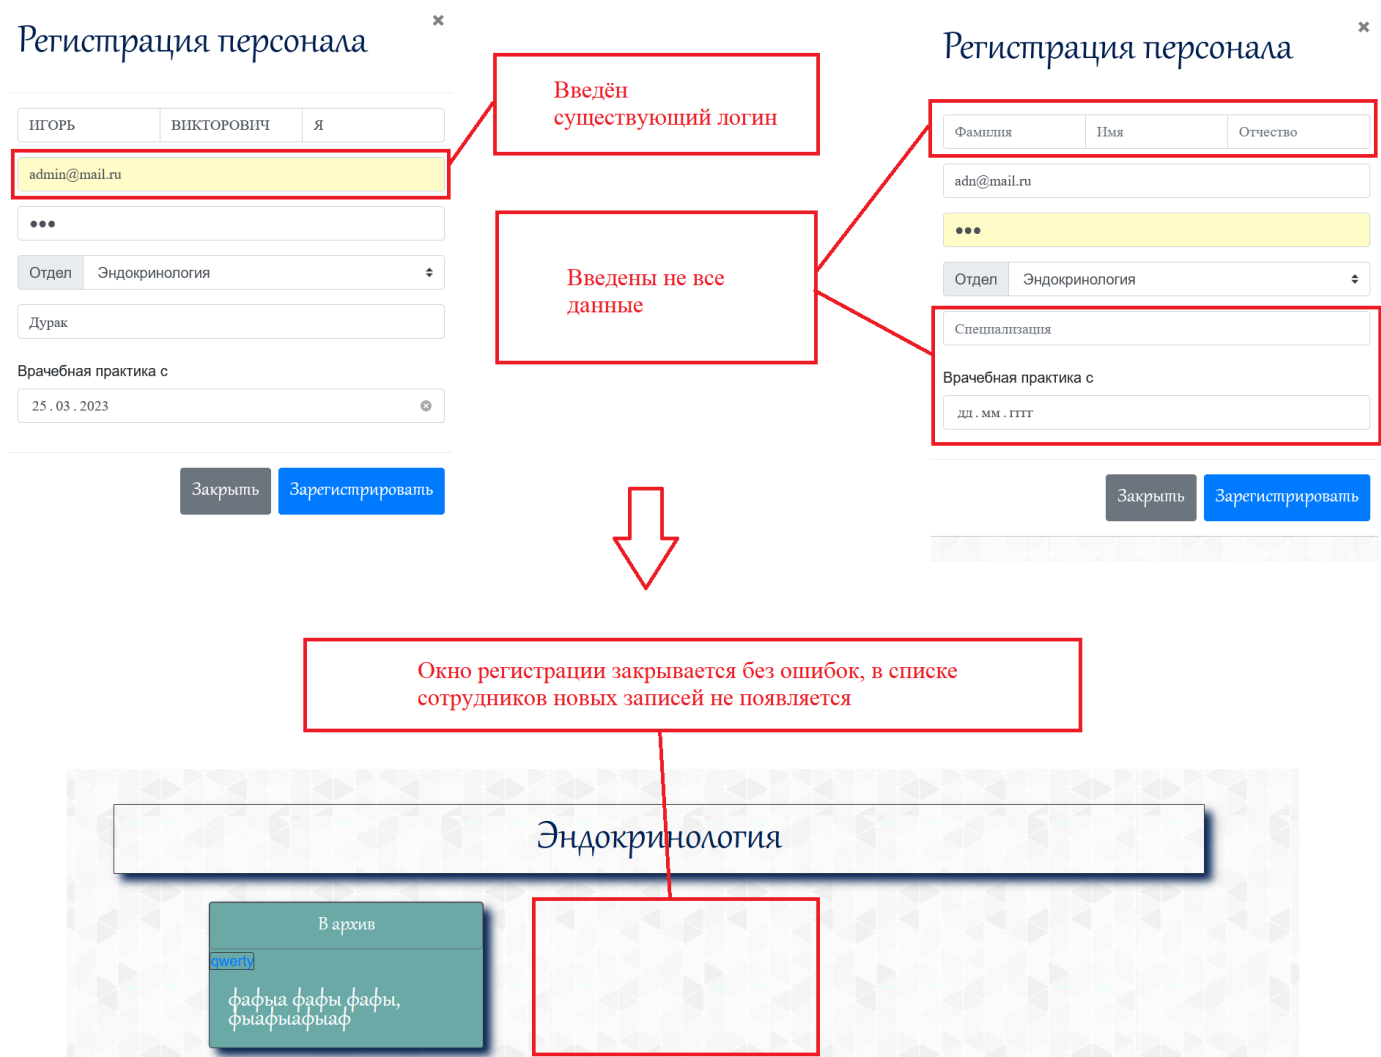 Регистрация персонала
ИГОРЬ ВИКТОРОВИЧ Я
admin@mail.ru
•••
Отдел Эндокринология
Дурак
Врачебная практика с
25.03.2023
Закрыть Зарегистрировать
Введён
существующий логин
Введены не все
данные
Регистрация персонала
Фамилия Имя Отчество
adn@mail.ru
•••
Отдел Эндокринология
Специализация
Врачебная практика с
дд.мм.гггг
Закрыть Зарегистрировать
Окно регистрации закрывается без ошибок, в списке
сотрудников новых записей не появляется
Эндокринология
В архив
qwerty
фафыа фафы фафы,
фыафыафыаф